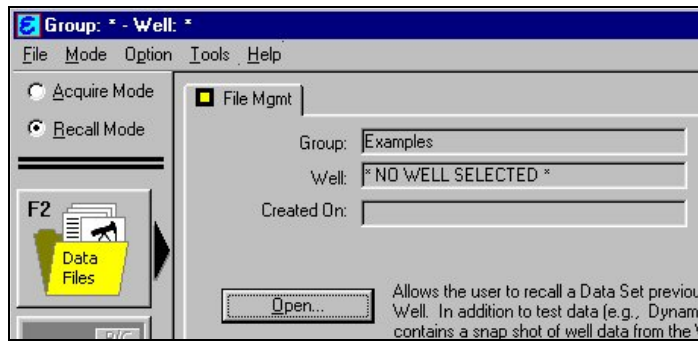 Group: * - Well: *
File Mode Option Tools Help
Acquire Mode
Recall Mode
File Mgmt
Group: Examples
Well: * NO WELL SELECTED *
Created On:
F2
Data
Files
Open...
Allows the user to recall a Data Set previou
Well. In addition to test data (e.g., Dynam
contains a snap shot of well data from the